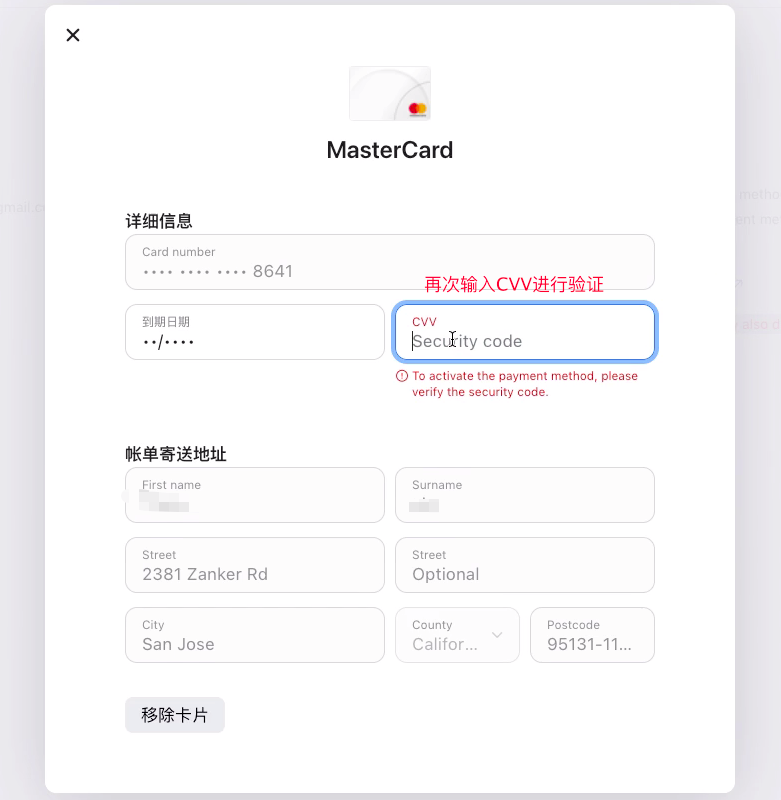 MasterCard
详细信息
Card number
•••• •••• •••• 8641
再次输入CVV进行验证
到期日期
••/••••
CVV
Security code
To activate the payment method, please
verify the security code.
帐单寄送地址
First name
Surname
Street
2381 Zanker Rd
Street
Optional
City
San Jose
County
Califor...
Postcode
95131-11...
移除卡片